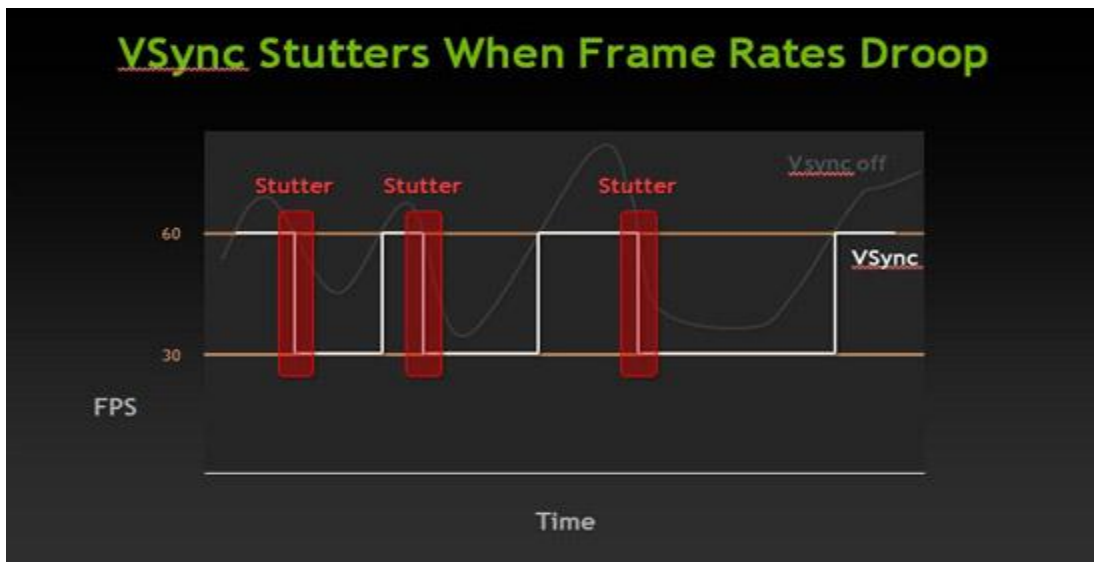 VSync Stutters When Frame Rates Droop
Vsync off
Stutter Stutter Stutter
60
VSync
30
FPS
Time